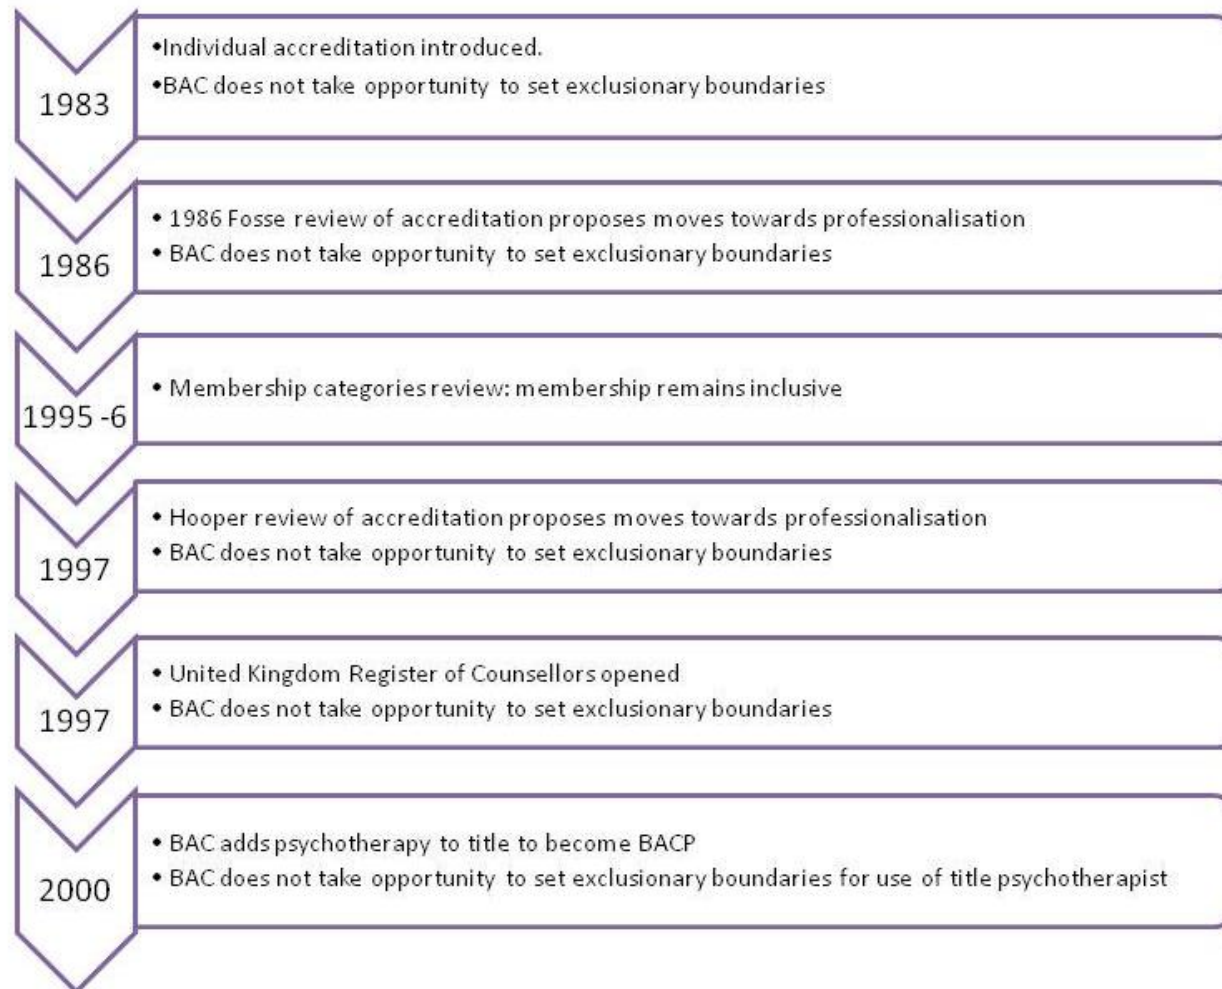 1983
•Individual accreditation introduced.
•BAC does not take opportunity to set exclusionary boundaries
1986
• 1986 Fosse review of accreditation proposes moves towards professionalisation
• BAC does not take opportunity to set exclusionary boundaries
1995 -6
• Membership categories review: membership remains inclusive
1997
• Hooper review of accreditation proposes moves towards professionalisation
• BAC does not take opportunity to set exclusionary boundaries
1997
• United Kingdom Register of Counsellors opened
• BAC does not take opportunity to set exclusionary boundaries
2000
• BAC adds psychotherapy to title to become BACP
• BAC does not take opportunity to set exclusionary boundaries for use of title psychotherapist